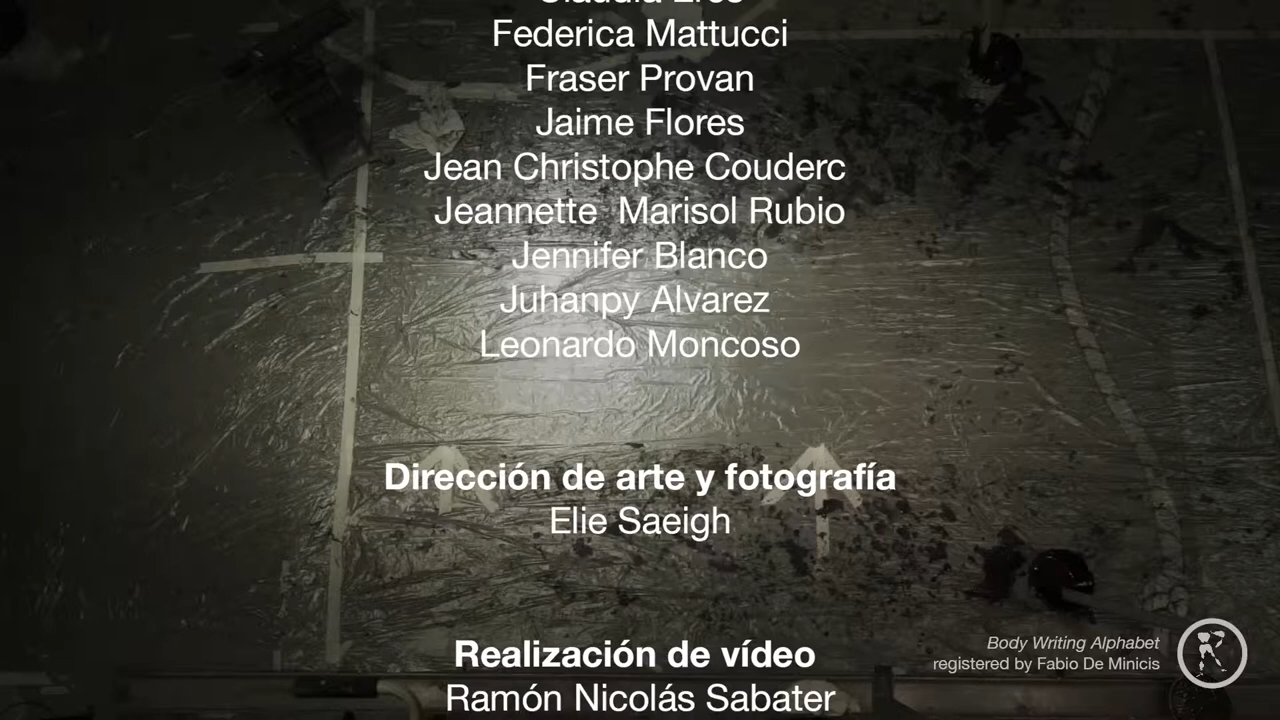 Federica Mattucci
Fraser Provan
Jaime Flores
Jean Christophe Couderc
Jeannette  Marisol Rubio
Jennifer Blanco
Juhanpy Alvarez
Leonardo Moncoso
Dirección de arte y fotografía
Elie Saeigh
Realización de vídeo
Ramón Nicolás Sabater
Body Writing Alphabet
registered by Fabio De Minicis